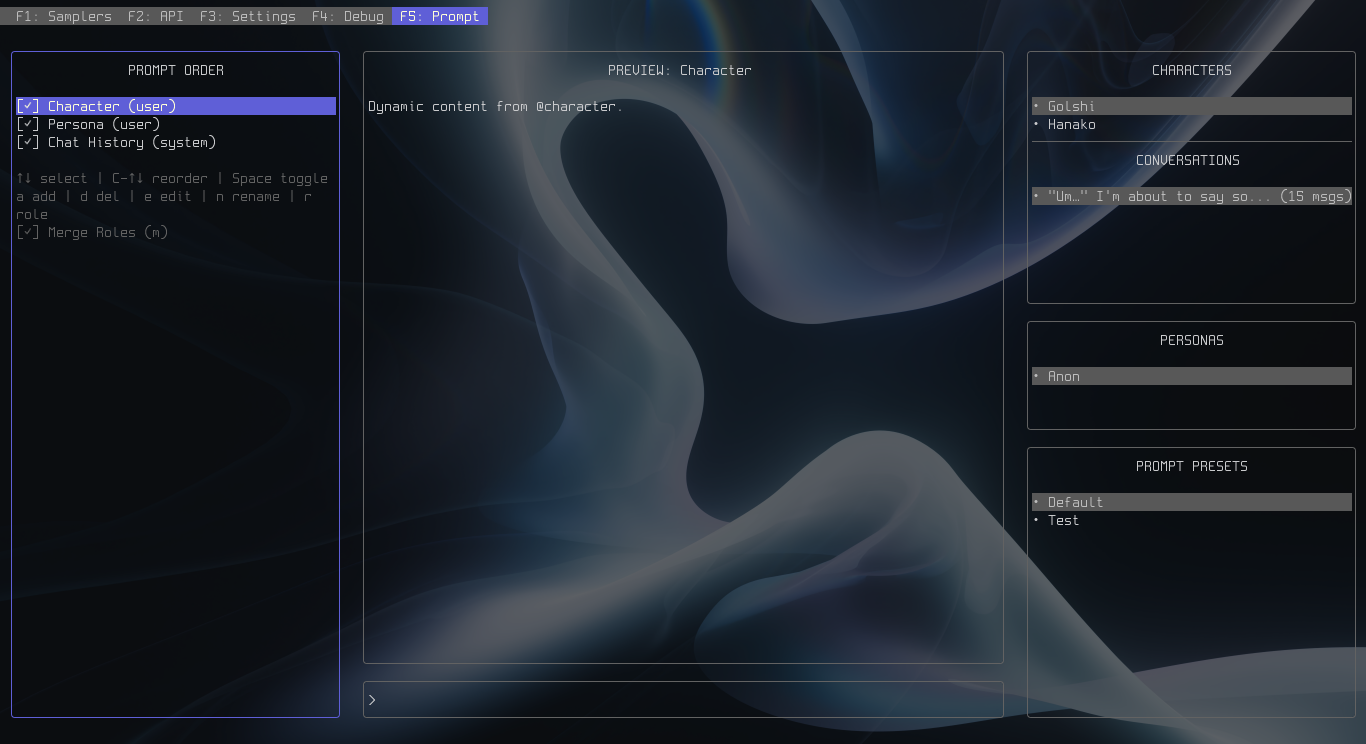 F1: Samplers F2: API F3: Settings F4: Debug F5: Prompt
PROMPT ORDER
[✓] Character (user)
[✓] Persona (user)
[✓] Chat History (system)
↑↓ select | C-↑↓ reorder | Space toggle
a add | d del | e edit | n rename | r
role
[✓] Merge Roles (m)
PREVIEW: Character
Dynamic content from @character.
>
CHARACTERS
• Golshi
• Hanako
CONVERSATIONS
• "Um…" I'm about to say so... (15 msgs)
PERSONAS
• Anon
PROMPT PRESETS
• Default
• Test